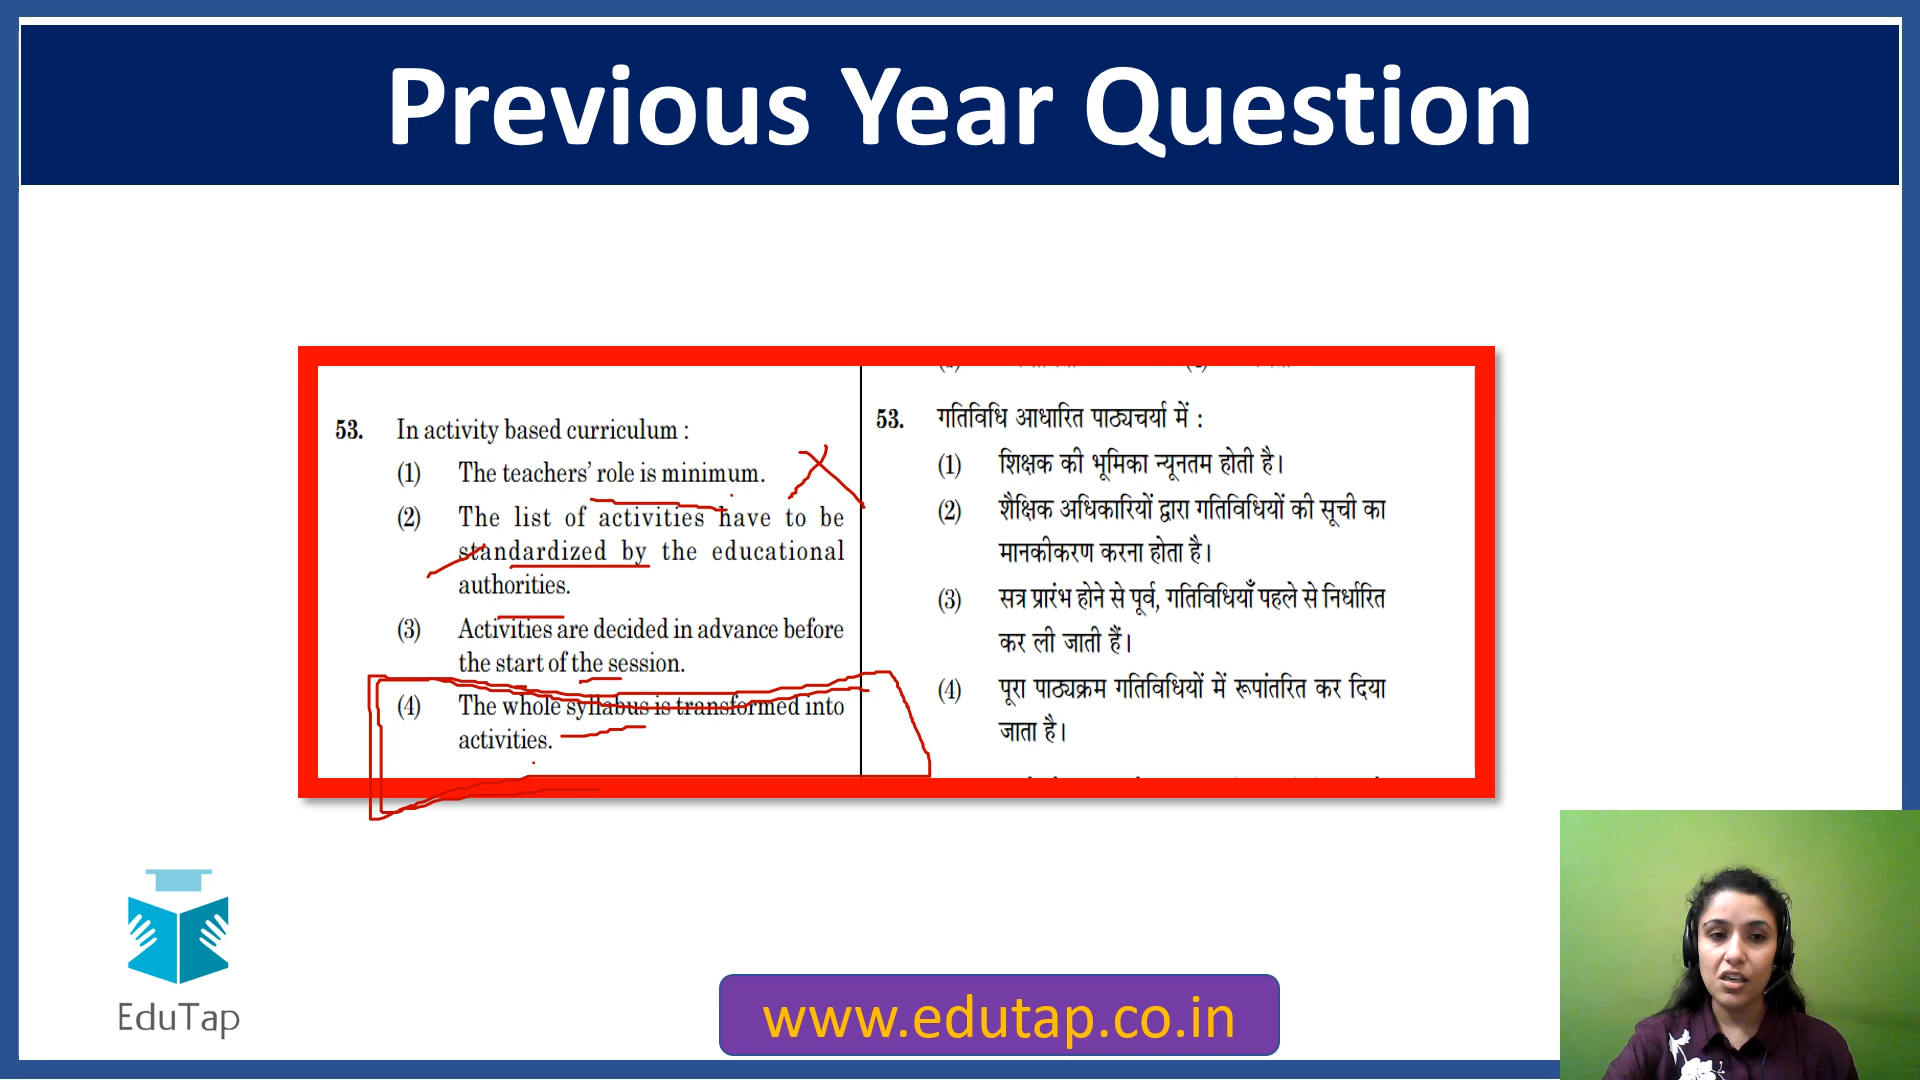 Previous Year Question
53. In activity based curriculum :
(1) The teachers’ role is minimum.
(2) The list of activities have to be
standardized by the educational
authorities.
(3) Activities are decided in advance before
the start of the session.
(4) The whole syllabus is transformed into
activities.
53. गतिविधि आधारित पाठ्यचर्या में :
(1) शिक्षक की भूमिका न्यूनतम होती है।
(2) शैक्षिक अधिकारियों द्वारा गतिविधियों की सूची का
मानकीकरण करना होता है।
(3) सत्र प्रारंभ होने से पूर्व, गतिविधियाँ पहले से निर्धारित
कर ली जाती हैं।
(4) पूरा पाठ्यक्रम गतिविधियों में रूपांतरित कर दिया
जाता है।
EduTap
www.edutap.co.in